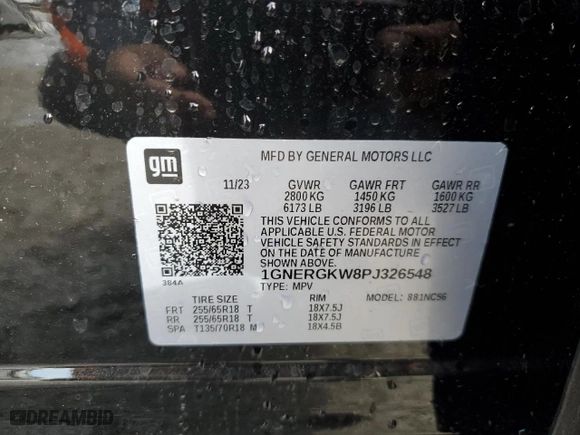 gm
MFD BY GENERAL MOTORS LLC
11/23 GVWR GAWR FRT GAWR RR
2800 KG 1450 KG 1600 KG
6173 LB 3196 LB 3527 LB
THIS VEHICLE CONFORMS TO ALL
APPLICABLE U.S. FEDERAL MOTOR
VEHICLE SAFETY STANDARDS IN EFFECT
ON THE DATE OF MANUFACTURE
SHOWN ABOVE.
384A
1GNERGKW8PJ326548
TYPE: MPV MODEL: 881NC56
TIRE SIZE RIM
FRT 255/65R18 T 18X7.5J
RR 255/65R18 T 18X7.5J
SPA T135/70R18 M 18X4.5B
DREAMBID